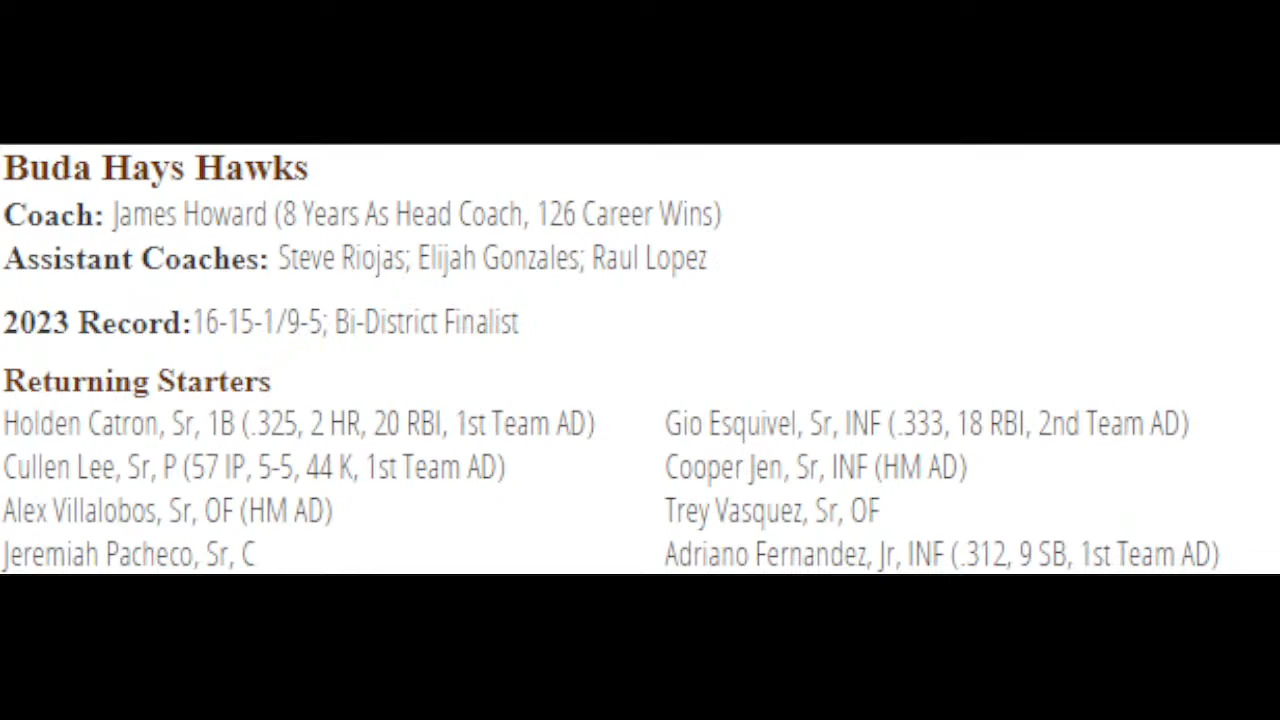 Buda Hays Hawks
Coach: James Howard (8 Years As Head Coach, 126 Career Wins)
Assistant Coaches: Steve Riojas; Elijah Gonzales; Raul Lopez
2023 Record:16-15-1/9-5; Bi-District Finalist
Returning Starters
Holden Catron, Sr, 1B (.325, 2 HR, 20 RBI, 1st Team AD)
Cullen Lee, Sr, P (57 IP, 5-5, 44 K, 1st Team AD)
Alex Villalobos, Sr, OF (HM AD)
Jeremiah Pacheco, Sr, C
Gio Esquivel, Sr, INF (.333, 18 RBI, 2nd Team AD)
Cooper Jen, Sr, INF (HM AD)
Trey Vasquez, Sr, OF
Adriano Fernandez, Jr, INF (.312, 9 SB, 1st Team AD)